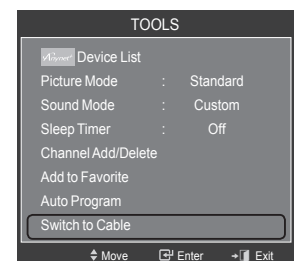 TOOLS
Device List
Picture Mode : Standard
Sound Mode : Custom
Sleep Timer : Off
Channel Add/Delete
Add to Favorite
Auto Program
Switch to Cable
Move Enter Exit